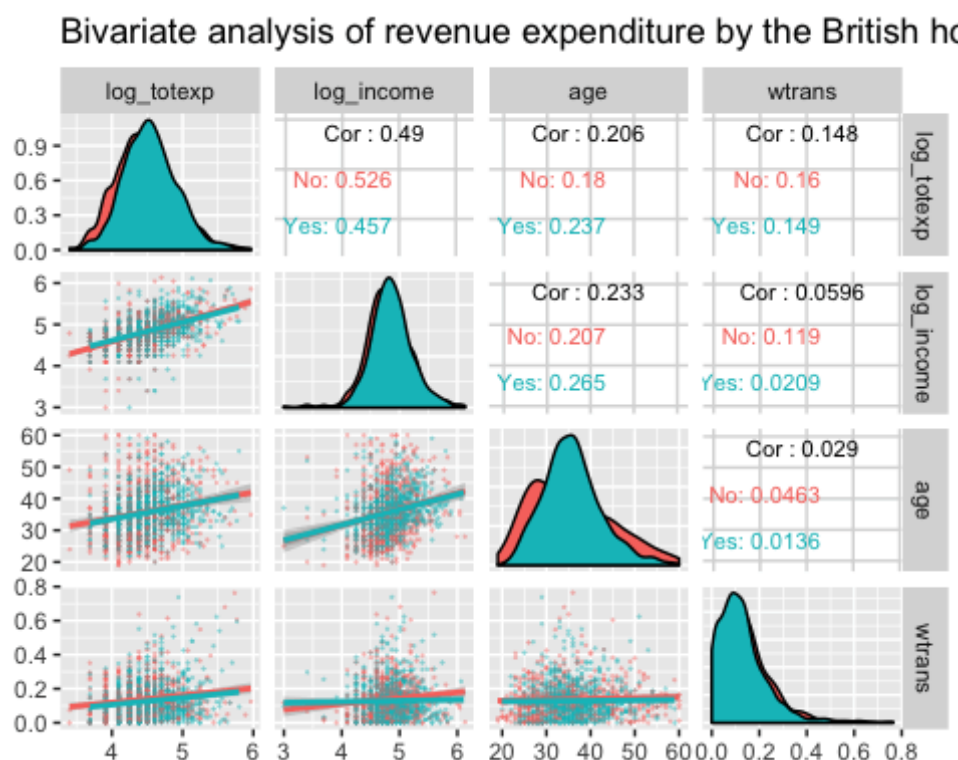 Bivariate analysis of revenue expenditure by the British ho
log_totexp log_income age wtrans
0.9 0.6 0.3 0.0
Cor : 0.49
No: 0.526
Yes: 0.457
Cor : 0.206
No: 0.18
Yes: 0.237
Cor : 0.148
No: 0.16
Yes: 0.149
log_totexp
6 5 4 3
Cor : 0.233
No: 0.207
Yes: 0.265
Cor : 0.0596
No: 0.119
Yes: 0.0209
log_income
60 50 40 30 20
Cor : 0.029
No: 0.0463
Yes: 0.0136
age
0.8 0.6 0.4 0.2 0.0
wtrans
4 5 6 3 4 5 6 20 30 40 50 60 0.0 0.2 0.4 0.6 0.8